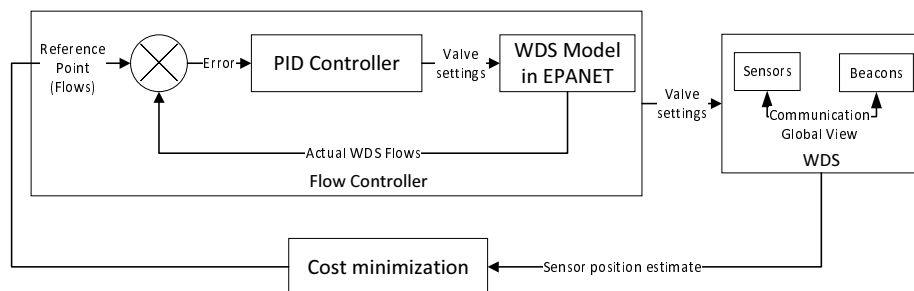 Reference
Point
(Flows)
Error
PID Controller
Valve
settings
WDS Model
in EPANET
Actual WDS Flows
Flow Controller
Valve
settings
Sensors
Beacons
Communication
Global View
WDS
Cost minimization
Sensor position estimate